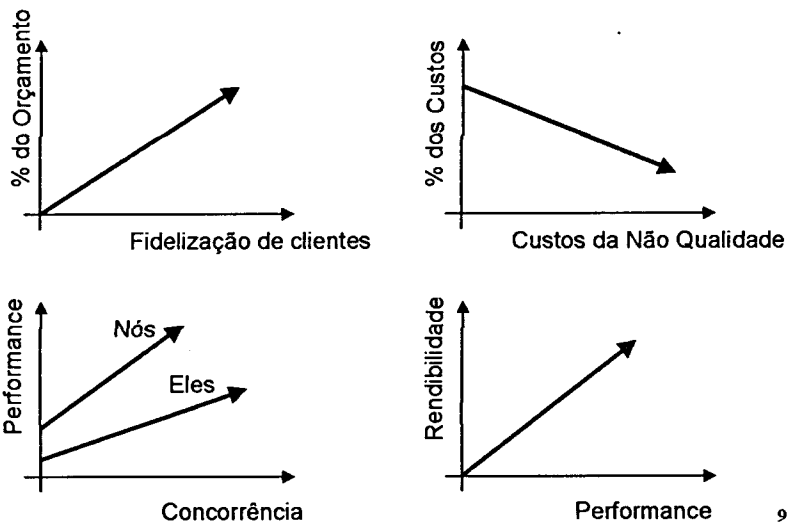 % do Orçamento
Fidelização de clientes
% dos Custos
Custos da Não Qualidade
Performance
Nós
Eles
Concorrência
Rendibilidade
Performance
9